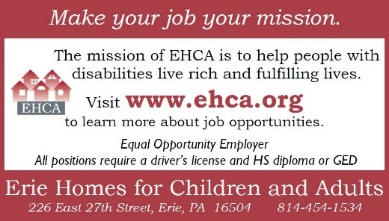 Make your job your mission.
The mission of EHCA is to help people with
disabilities live rich and fulfilling lives.
EHCA
Visit www.ehca.org
to learn more about job opportunities.
Equal Opportunity Employer
All positions require a driver's license and HS diploma or GED
Erie Homes for Children and Adults
226 East 27th Street, Erie, PA 16504 814-454-1534